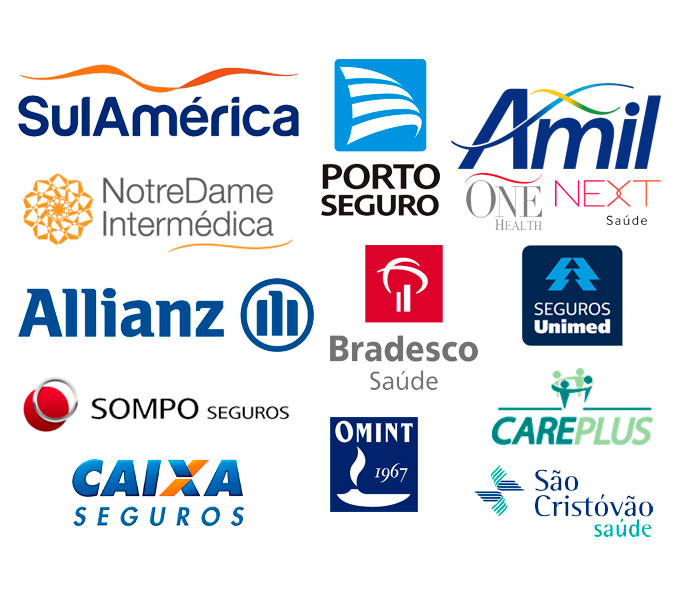 SulAmérica
PORTO
SEGURO
Amil
ONE
HEALTH
NEXT
Saúde
NotreDame
Intermédica
Allianz
Bradesco
Saúde
SEGUROS
Unimed
SOMPO SEGUROS
OMINT
1967
CAREPLUS
CAIXA
SEGUROS
São
Cristóvão
saúde